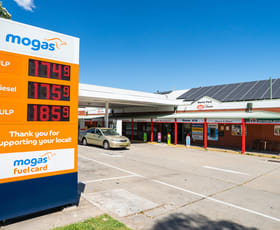 mogas
ULP 174.9
Diesel 175.9
ULP 185.9
Thank you for
supporting your local!
mogas
fuel card